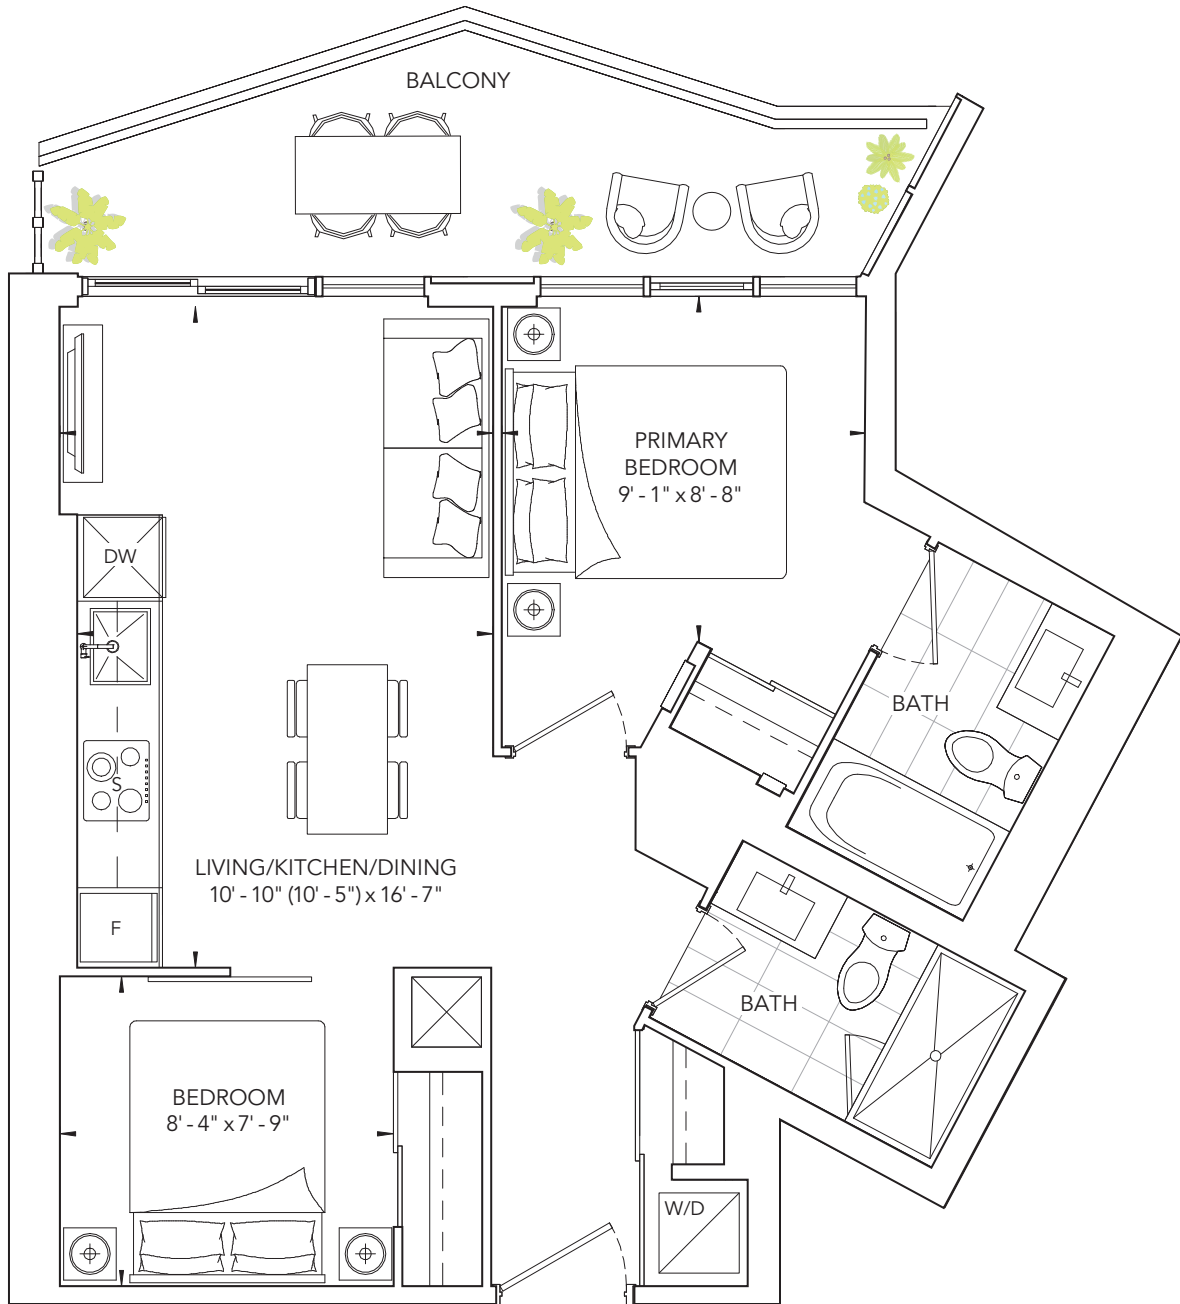 BALCONY
PRIMARY
BEDROOM
9' - 1" x 8' - 8"
DW
BATH
S
LIVING/KITCHEN/DINING
10' - 10" (10' - 5") x 16' - 7"
F
BATH
BEDROOM
8' - 4" x 7' - 9"
W/D